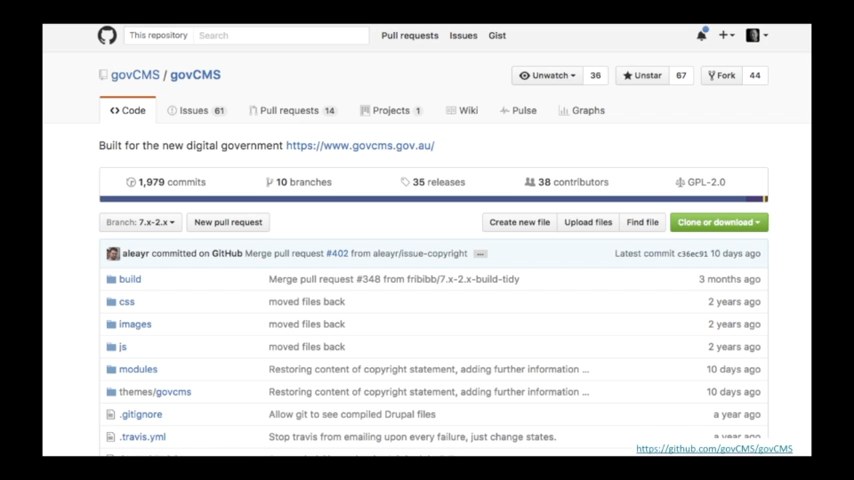 This repository Search Pull requests Issues Gist
govCMS / govCMS Unwatch 36 Unstar 67 Fork 44
Code Issues 61 Pull requests 14 Projects 1 Wiki Pulse Graphs
Built for the new digital government https://www.govcms.gov.au/
1,979 commits 10 branches 35 releases 38 contributors GPL-2.0
Branch: 7.x-2.x New pull request Create new file Upload files Find file Clone or download
aleayr committed on GitHub Merge pull request #402 from aleayr/issue-copyright ... Latest commit c36ec91 10 days ago
build Merge pull request #348 from fribibb/7.x-2.x-build-tidy 3 months ago
css moved files back 2 years ago
images moved files back 2 years ago
js moved files back 2 years ago
modules Restoring content of copyright statement, adding further information ... 10 days ago
themes/govcms Restoring content of copyright statement, adding further information ... 10 days ago
.gitignore Allow git to see compiled Drupal files a year ago
.travis.yml Stop travis from emailing upon every failure, just change states. a year ago
https://github.com/govCMS/govCMS